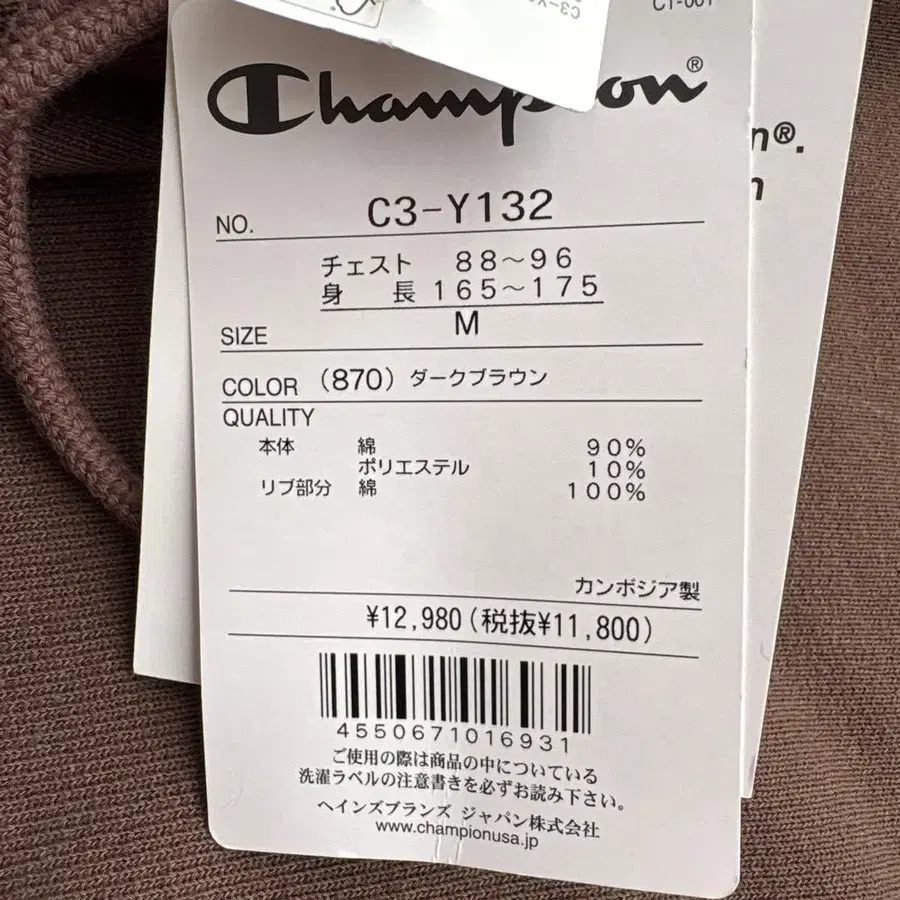 C1-001
Champion®
n®.
NO. C3-Y132
チェスト 88～96
身長 165～175
SIZE M
COLOR (870) ダークブラウン
QUALITY
本体 綿 90%
ポリエステル 10%
リブ部分 綿 100%
カンボジア製
¥12,980(税抜¥11,800)
4550671016931
ご使用の際は商品の中についている
洗濯ラベルの注意書きを必ずお読み下さい。
ヘインズブランズ ジャパン株式会社
www.championusa.jp